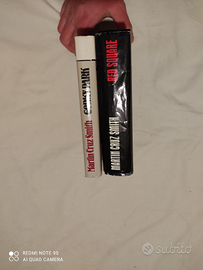 GORKY PARK
Martin Cruz Smith
RED SQUARE
MARTIN CRUZ SMITH
REDMI NOTE 9S
AI QUAD CAMERA
Subito